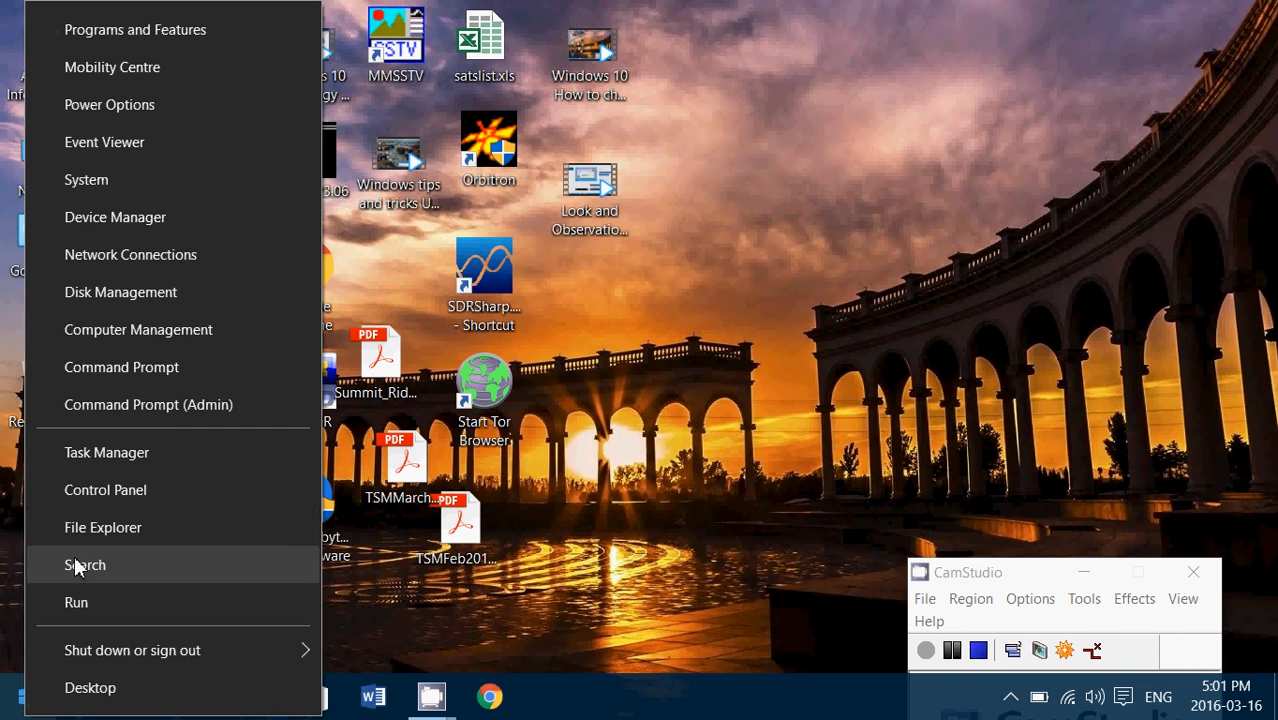 Programs and Features
Mobility Centre
Power Options
Event Viewer
System
Device Manager
Network Connections
Disk Management
Computer Management
Command Prompt
Command Prompt (Admin)
Task Manager
Control Panel
File Explorer
Search
Run
Shut down or sign out
Desktop
SSTV
MMSSTV
satslist.xls
Windows 10
How to ch...
Windows tips
and tricks U...
Orbitron
Look and
Observatio...
SDRSharp....
- Shortcut
PDF
Summit_Rid...
Start Tor
Browser
PDF
TSMMarch...
PDF
TSMFeb201...
CamStudio
File Region Options Tools Effects View
Help
ENG
5:01 PM
2016-03-16